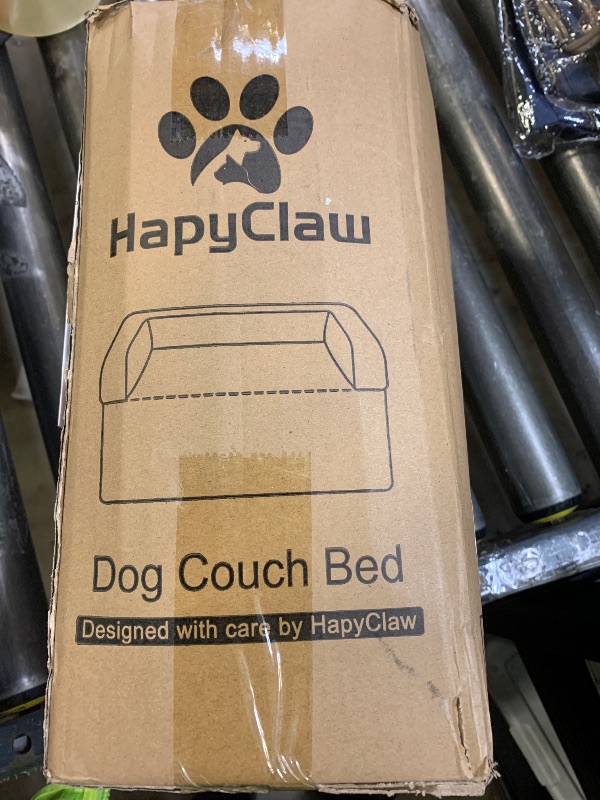 HapyClaw
Dog Couch Bed
Designed with care by HapyClaw